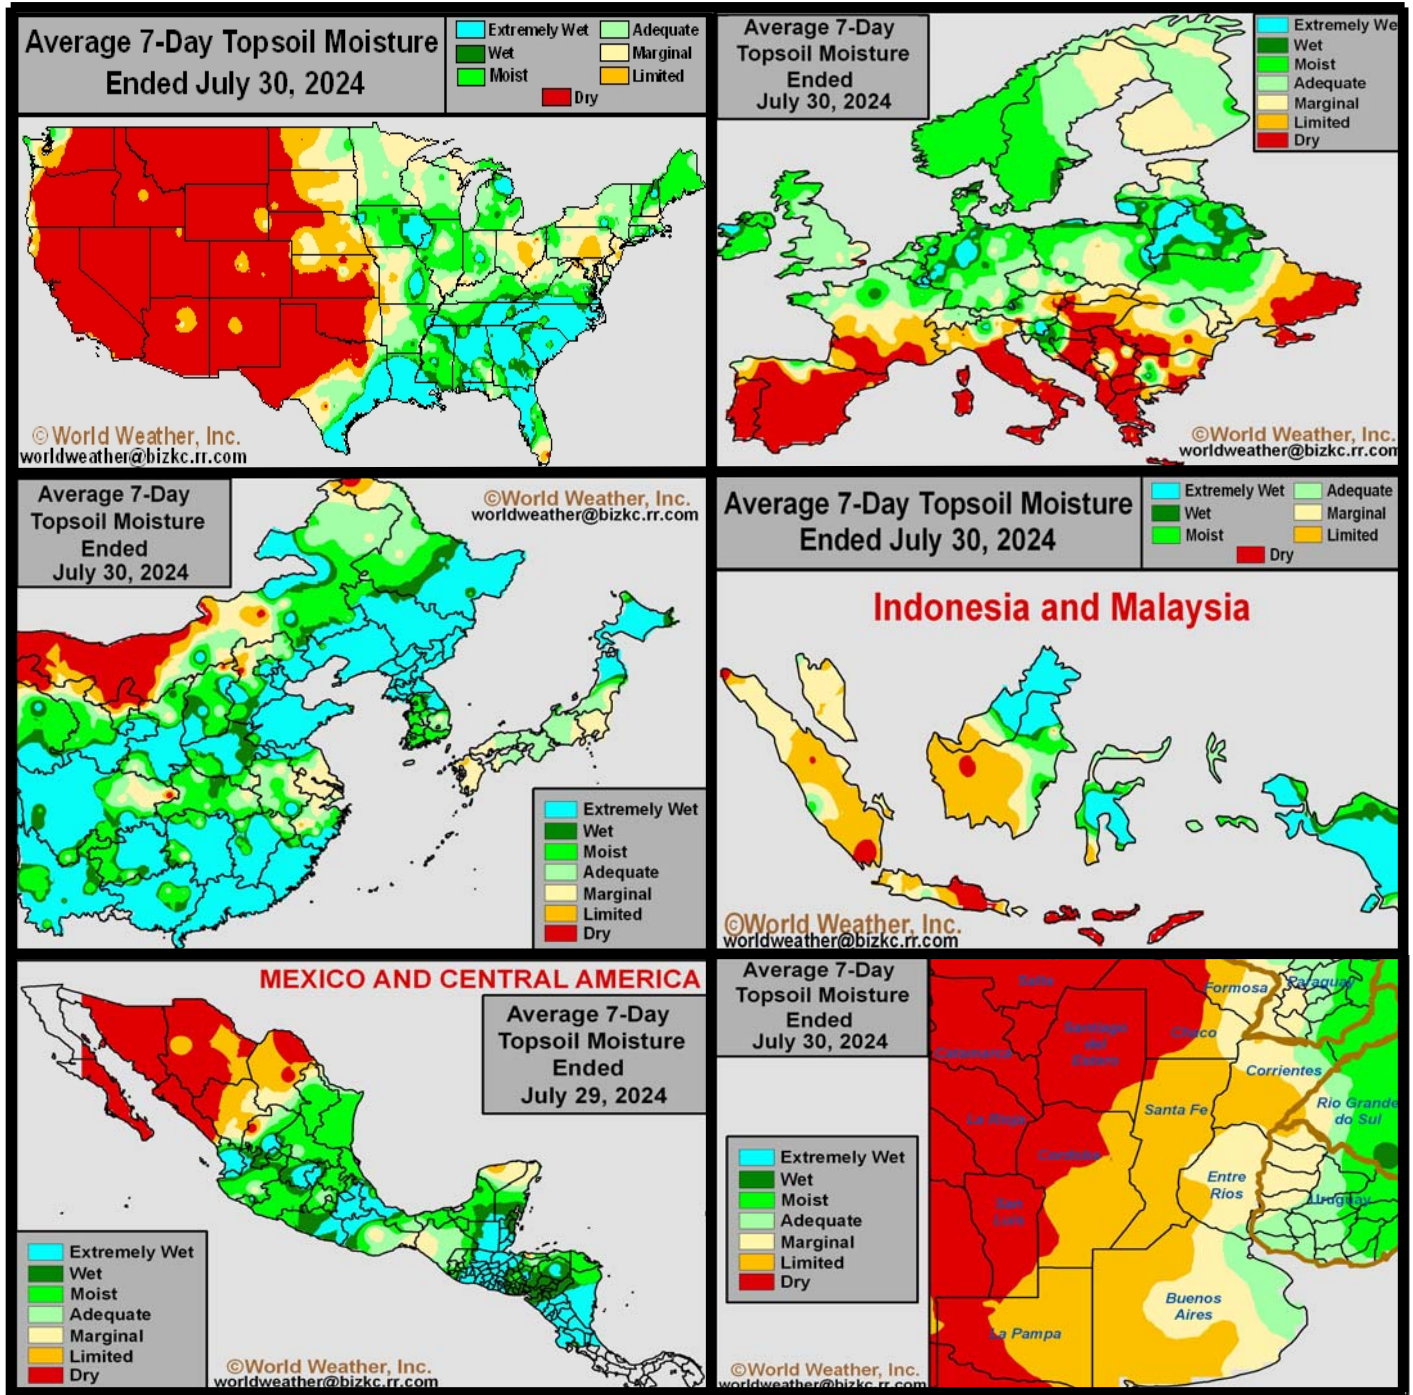 Average 7-Day Topsoil Moisture
Ended July 30, 2024
Extremely Wet
Adequate
Wet
Marginal
Moist
Limited
Dry
© World Weather, Inc.
worldweather@bizkc.rr.com
Average 7-Day
Topsoil Moisture
Ended
July 30, 2024
Extremely We
Wet
Moist
Adequate
Marginal
Limited
Dry
©World Weather, Inc.
worldweather@bizkc.rr.com
Average 7-Day
Topsoil Moisture
Ended
July 30, 2024
©World Weather, Inc.
worldweather@bizkc.rr.com
Extremely Wet
Wet
Moist
Adequate
Marginal
Limited
Dry
Average 7-Day Topsoil Moisture
Ended July 30, 2024
Extremely Wet
Adequate
Wet
Marginal
Moist
Limited
Dry
Indonesia and Malaysia
©World Weather, Inc.
worldweather@bizkc.rr.com
MEXICO AND CENTRAL AMERICA
Average 7-Day
Topsoil Moisture
Ended
July 29, 2024
Extremely Wet
Wet
Moist
Adequate
Marginal
Limited
Dry
©World Weather, Inc.
worldweather@bizkc.rr.com
Average 7-Day
Topsoil Moisture
Ended
July 30, 2024
Extremely Wet
Wet
Moist
Adequate
Marginal
Limited
Dry
Salta
Formosa
Paraguay
Santiago
del
Estero
Chaco
Catamarca
Corrientes
La Rioja
Santa Fe
Rio Grande
do Sul
Cordoba
Entre
Rios
San
Luis
Uruguay
Buenos
Aires
La Pampa
©World Weather, Inc.
worldweather@bizkc.rr.com